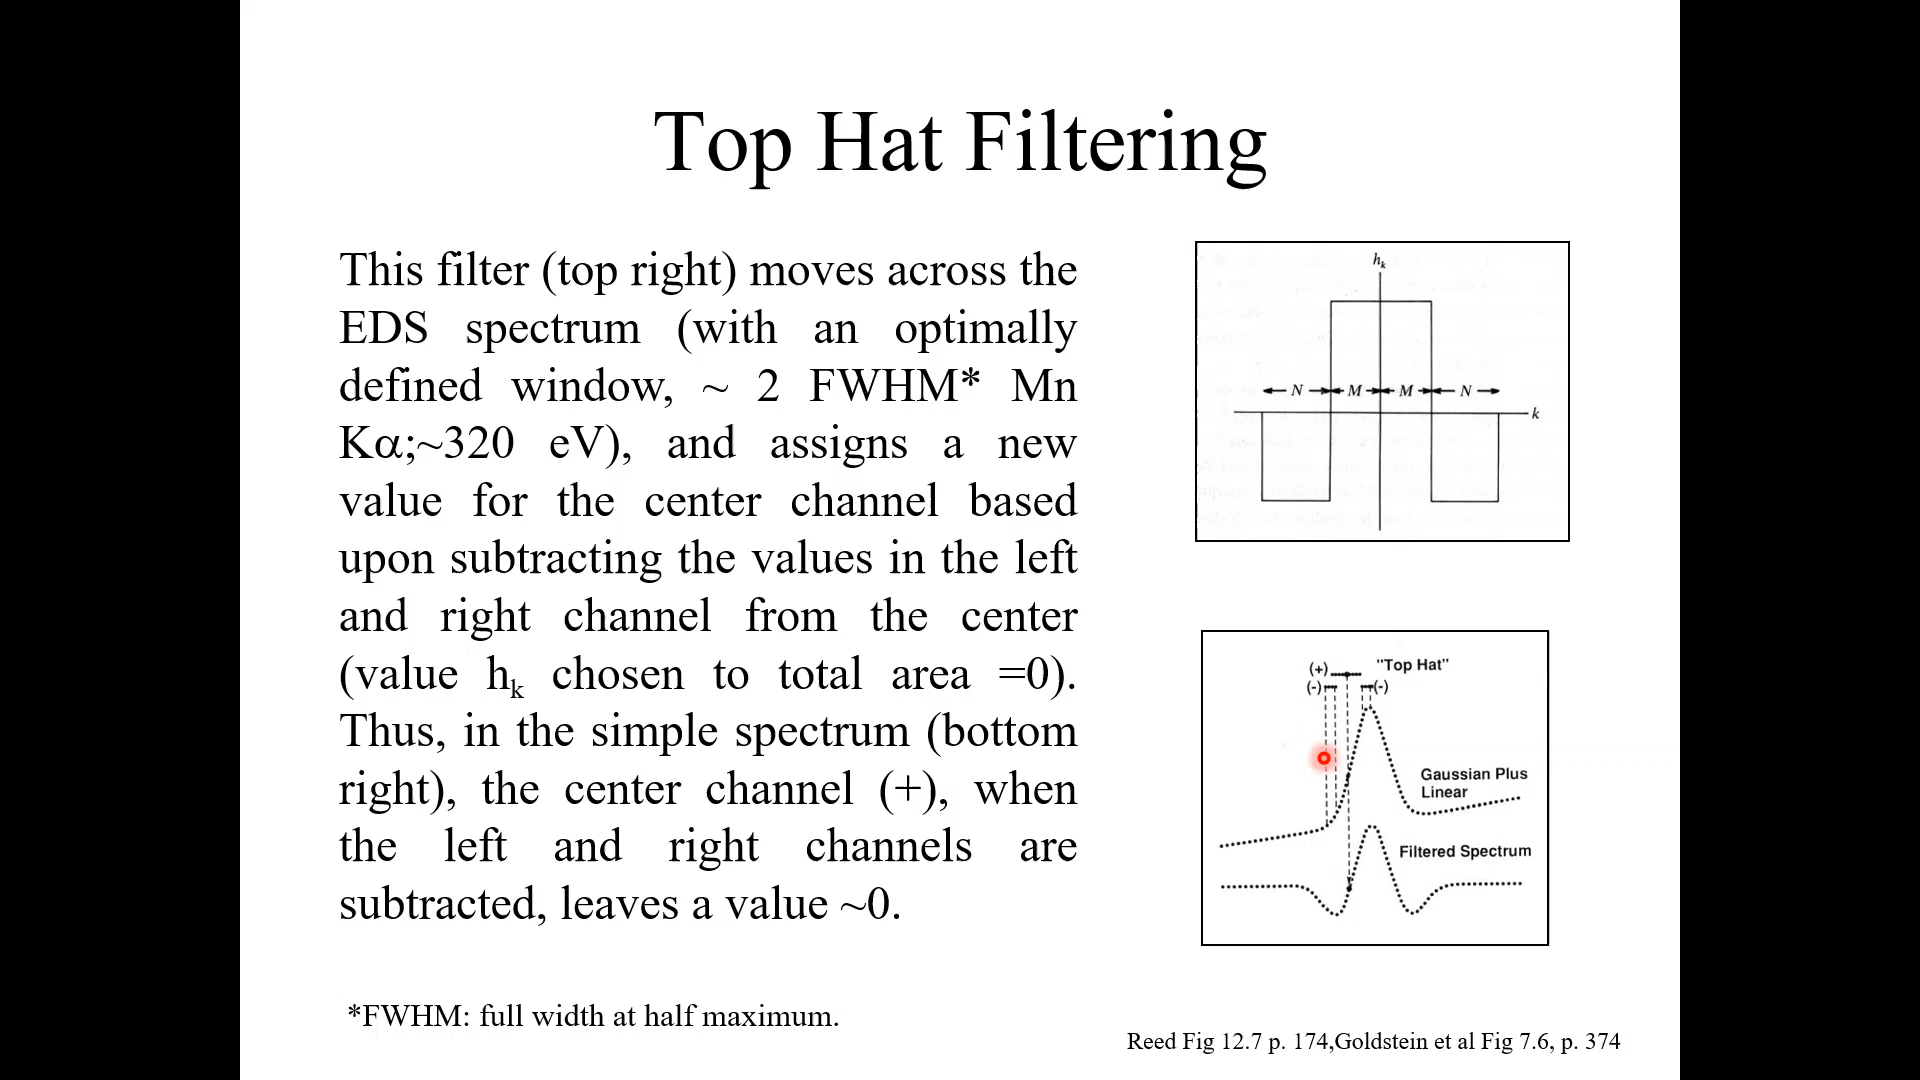 Top Hat Filtering
This filter (top right) moves across the
EDS spectrum (with an optimally
defined window, ~ 2 FWHM* Mn
Kα;~320 eV), and assigns a new
value for the center channel based
upon subtracting the values in the left
and right channel from the center
(value hk chosen to total area =0).
Thus, in the simple spectrum (bottom
right), the center channel (+), when
the left and right channels are
subtracted, leaves a value ~0.
*FWHM: full width at half maximum.
hk
N M M N
k
(+) "Top Hat"
(-) (-)
Gaussian Plus
Linear
Filtered Spectrum
Reed Fig 12.7 p. 174,Goldstein et al Fig 7.6, p. 374